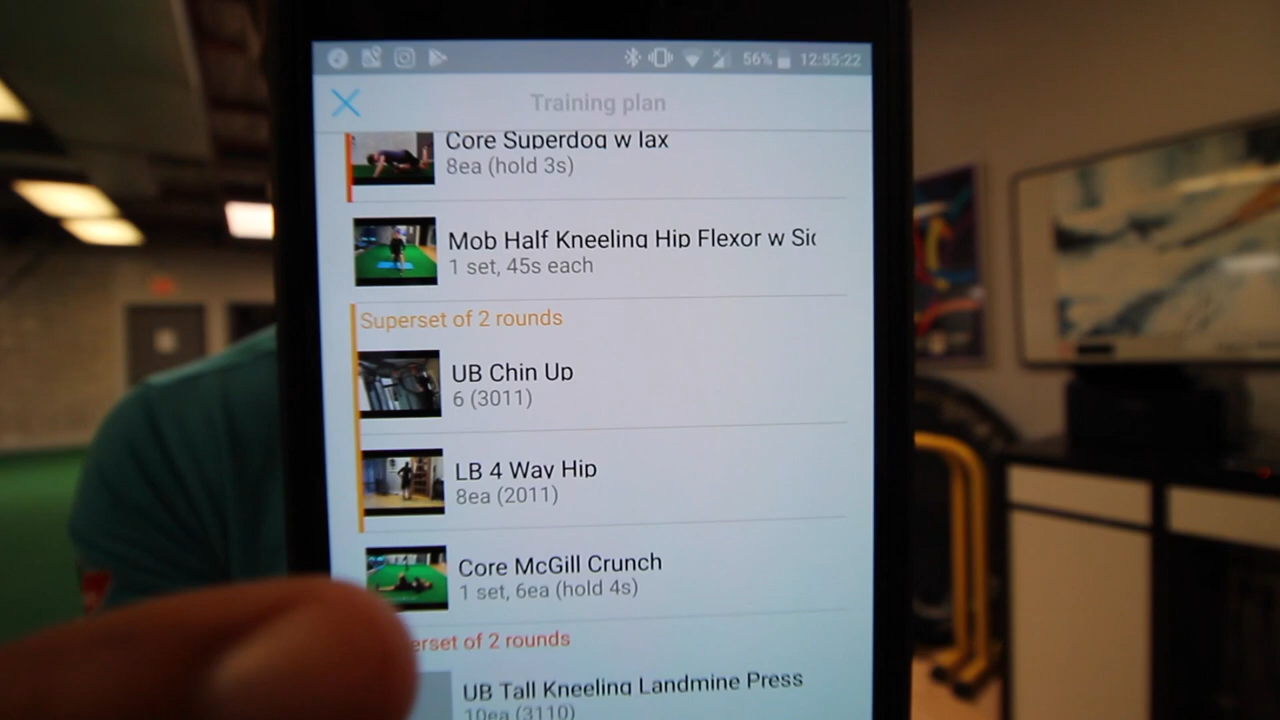 56% 12:55:22
Training plan
Core Superdog w lax
8ea (hold 3s)
Mob Half Kneeling Hip Flexor w Sid
1 set, 45s each
Superset of 2 rounds
UB Chin Up
6 (3011)
LB 4 Way Hip
8ea (2011)
Core McGill Crunch
1 set, 6ea (hold 4s)
erset of 2 rounds
UB Tall Kneeling Landmine Press
10ea (3110)